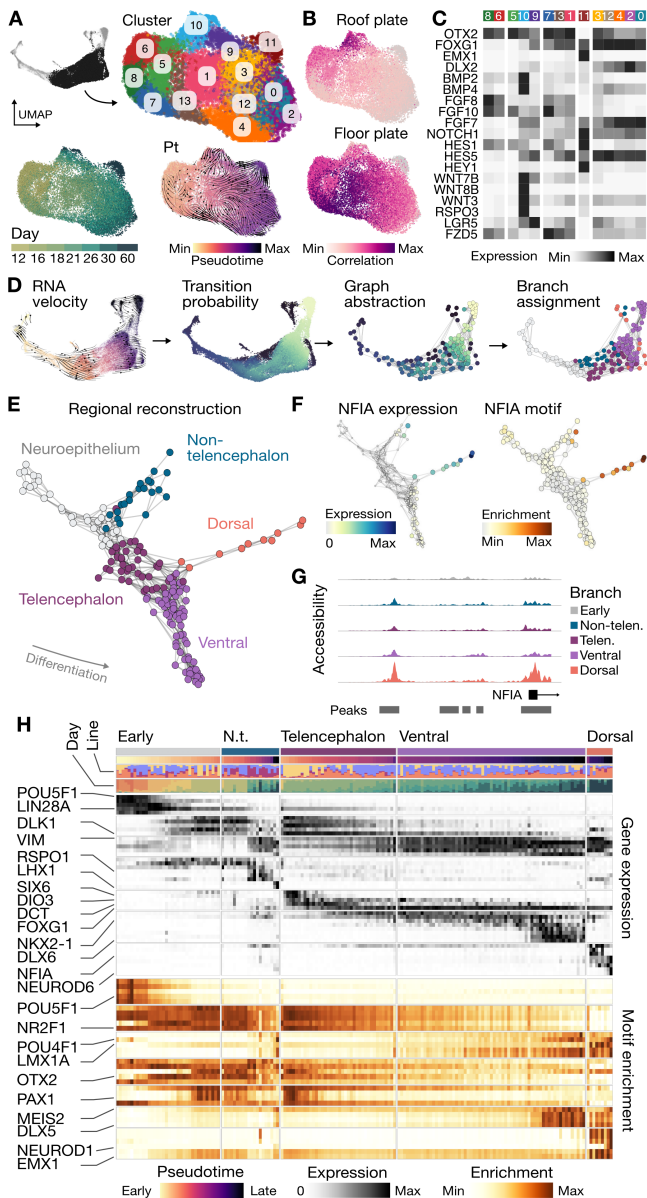 A
Cluster
10
11
6
9
5
8
1
3
0
7
13
12
2
4
UMAP
Pt
Day
12 16 18 21 26 30 60
Min Max
Pseudotime
B
Roof plate
Floor plate
Min Max
Correlation
C
8 6 5 10 9 7 13 1 11 3 12 4 2 0
OTX2
FOXG1
EMX1
DLX2
BMP2
BMP4
FGF8
FGF10
FGF7
NOTCH1
HES1
HES5
HEY1
WNT7B
WNT8B
WNT3
RSPO3
LGR5
FZD5
Expression Min Max
D
RNA
velocity
Transition
probability
Graph
abstraction
Branch
assignment
E
Regional reconstruction
Neuroepithelium
Non-
telencephalon
Dorsal
Telencephalon
Ventral
Differentiation
F
NFIA expression
NFIA motif
Expression
0 Max
Enrichment
Min Max
G
Accessibility
Branch
Early
Non-telen.
Telen.
Ventral
Dorsal
NFIA
Peaks
H
Day
Line
Early
N.t.
Telencephalon
Ventral
Dorsal
POU5F1
LIN28A
DLK1
VIM
RSPO1
LHX1
SIX6
DIO3
DCT
FOXG1
NKX2-1
DLX6
NFIA
NEUROD6
Gene expression
POU5F1
NR2F1
POU4F1
LMX1A
OTX2
PAX1
MEIS2
DLX5
NEUROD1
EMX1
Motif enrichment
Pseudotime
Early Late
Expression
0 Max
Enrichment
Min Max